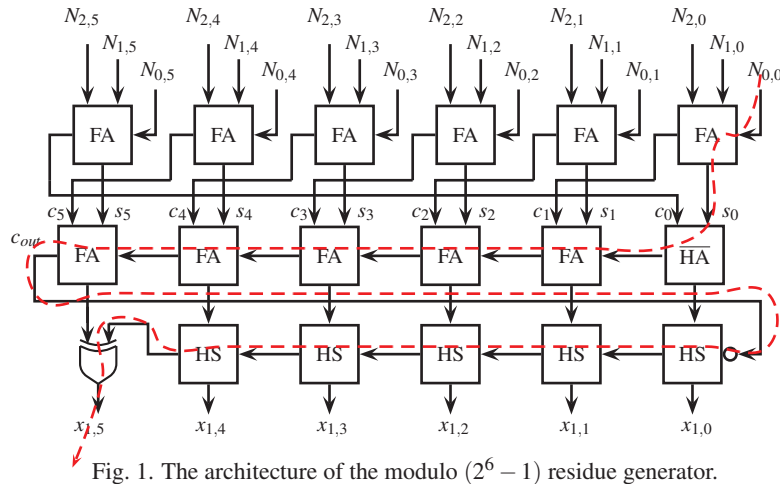 N2,5 N2,4 N2,3 N2,2 N2,1 N2,0
N1,5 N1,4 N1,3 N1,2 N1,1 N1,0
N0,5 N0,4 N0,3 N0,2 N0,1 N0,0
FA FA FA FA FA FA
c5 s5 c4 s4 c3 s3 c2 s2 c1 s1 c0 s0
cout FA FA FA FA FA HA
HS HS HS HS HS
x1,5 x1,4 x1,3 x1,2 x1,1 x1,0
Fig. 1. The architecture of the modulo (2^6 − 1) residue generator.